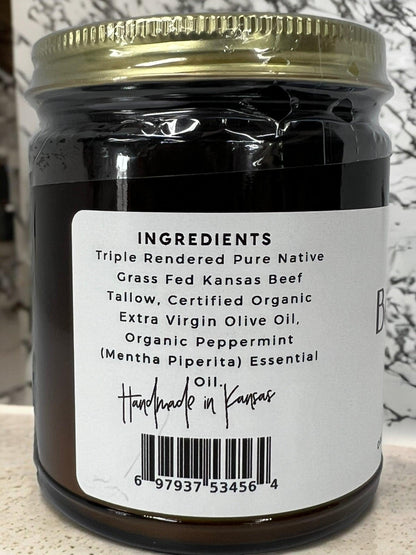 INGREDIENTS
Triple Rendered Pure Native
Grass Fed Kansas Beef
Tallow, Certified Organic
Extra Virgin Olive Oil,
Organic Peppermint
(Mentha Piperita) Essential
Oil.
Handmade in Kansas
6 97937 53456 4